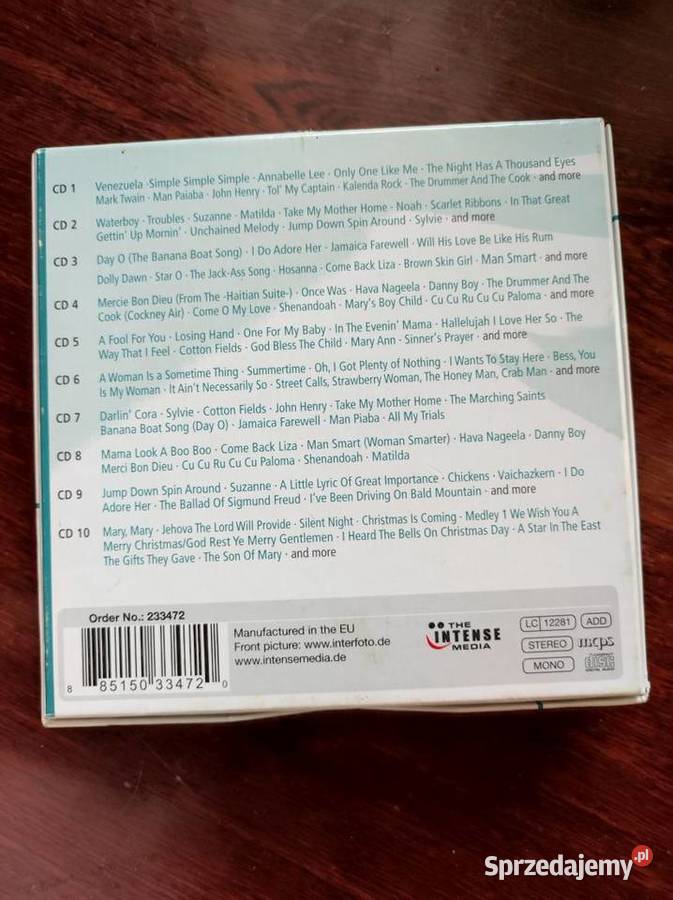 CD 1 Venezuela · Simple Simple Simple · Annabelle Lee · Only One Like Me · The Night Has A Thousand Eyes
Mark Twain · Man Paiaba · John Henry · Tol' My Captain · Kalenda Rock · The Drummer And The Cook · and more
CD 2 Waterboy · Troubles · Suzanne · Matilda · Take My Mother Home · Noah · Scarlet Ribbons · In That Great
Gettin' Up Mornin' · Unchained Melody · Jump Down Spin Around · Sylvie · and more
CD 3 Day O (The Banana Boat Song) · I Do Adore Her · Jamaica Farewell · Will His Love Be Like His Rum
Dolly Dawn · Star O · The Jack-Ass Song · Hosanna · Come Back Liza · Brown Skin Girl · Man Smart · and more
CD 4 Mercie Bon Dieu (From The -Haitian Suite-) · Once Was · Hava Nageela · Danny Boy · The Drummer And The
Cook (Cockney Air) · Come O My Love · Shenandoah · Mary's Boy Child · Cu Cu Ru Cu Cu Paloma · and more
CD 5 A Fool For You · Losing Hand · One For My Baby · In The Evenin' Mama · Hallelujah I Love Her So · The
Way That I Feel · Cotton Fields · God Bless The Child · Mary Ann · Sinner's Prayer · and more
CD 6 A Woman Is a Sometime Thing · Summertime · Oh, I Got Plenty of Nothing · I Wants To Stay Here · Bess, You
Is My Woman · It Ain't Necessarily So · Street Calls, Strawberry Woman, The Honey Man, Crab Man · and more
CD 7 Darlin' Cora · Sylvie · Cotton Fields · John Henry · Take My Mother Home · The Marching Saints
Banana Boat Song (Day O) · Jamaica Farewell · Man Piaba · All My Trials
CD 8 Mama Look A Boo Boo · Come Back Liza · Man Smart (Woman Smarter) · Hava Nageela · Danny Boy
Merci Bon Dieu · Cu Cu Ru Cu Cu Paloma · Shenandoah · Matilda
CD 9 Jump Down Spin Around · Suzanne · A Little Lyric Of Great Importance · Chickens · Vaichazkern · I Do
Adore Her · The Ballad Of Sigmund Freud · I've Been Driving On Bald Mountain · and more
CD 10 Mary, Mary · Jehova The Lord Will Provide · Silent Night · Christmas Is Coming · Medley 1 We Wish You A
Merry Christmas/God Rest Ye Merry Gentlemen · I Heard The Bells On Christmas Day · A Star In The East
The Gifts They Gave · The Son Of Mary · and more
Order No.: 233472
8 85150 33472 0
Manufactured in the EU
Front picture: www.interfoto.de
www.intensemedia.de
THE
INTENSE
MEDIA
LC 12281 ADD
STEREO mcps
MONO
COMPACT
disc
DIGITAL AUDIO
Sprzedajemy.pl